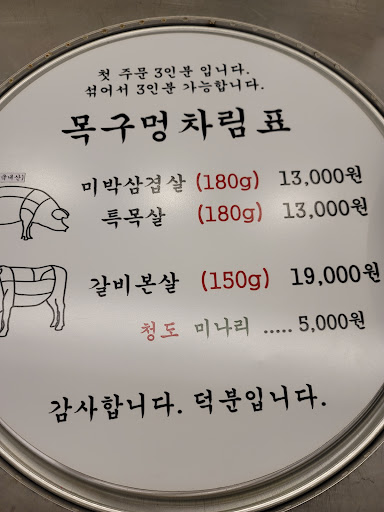 첫 주문 3인분 입니다.
섞어서 3인분 가능합니다.
목구멍차림표
국내산)
미박삼겹살 (180g) 13,000원
특목살 (180g) 13,000원
갈비본살 (150g) 19,000원
청도 미나리 ..... 5,000원
감사합니다. 덕분입니다.